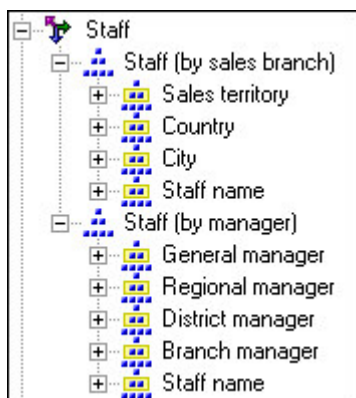 Staff
Staff (by sales branch)
Sales territory
Country
City
Staff name
Staff (by manager)
General manager
Regional manager
District manager
Branch manager
Staff name